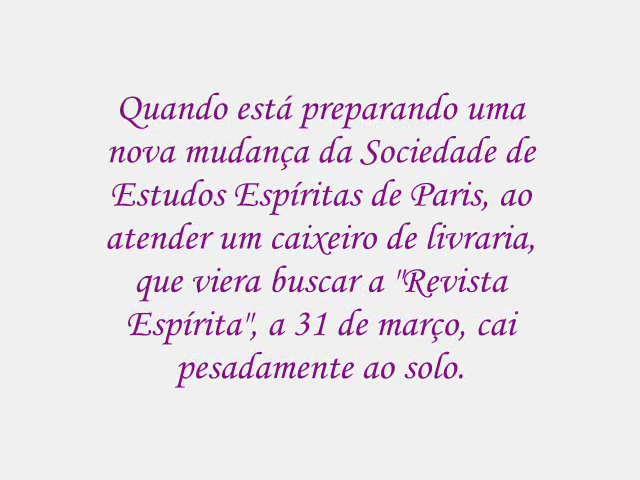 Quando está preparando uma
nova mudança da Sociedade de
Estudos Espíritas de Paris, ao
atender um caixeiro de livraria,
que viera buscar a "Revista
Espírita", a 31 de março, cai
pesadamente ao solo.